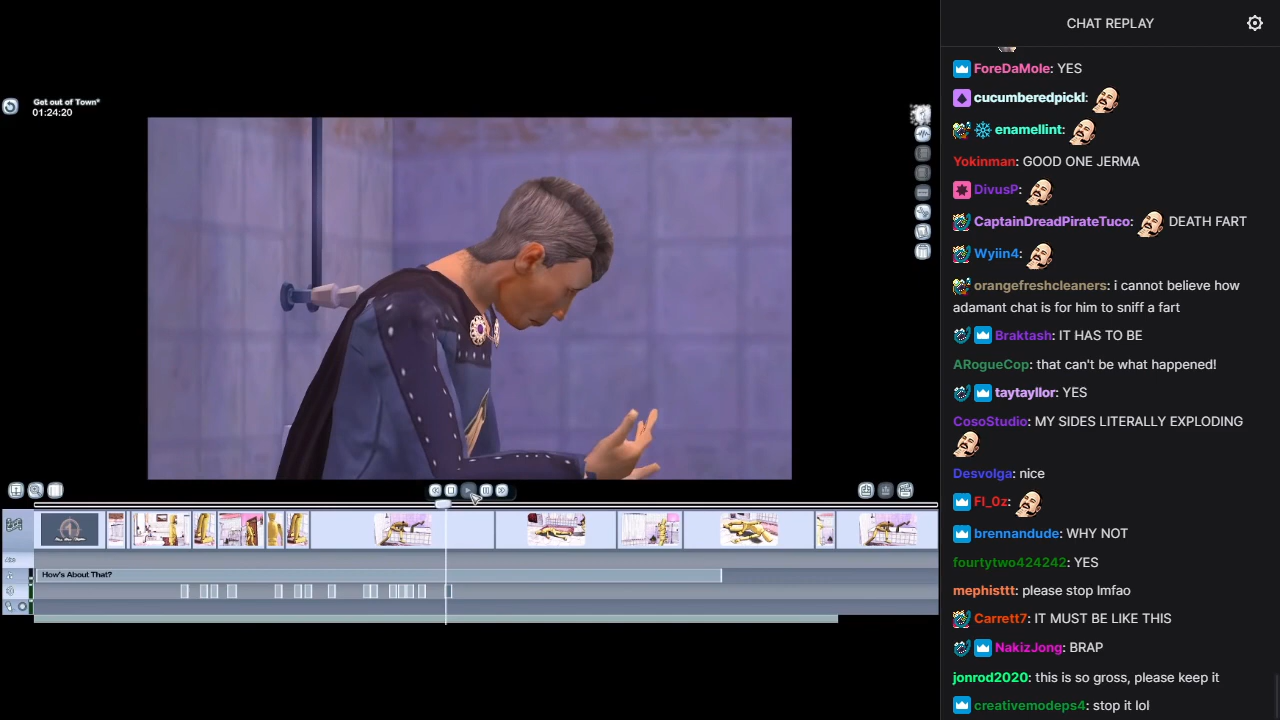 CHAT REPLAY
Get out of Town*
01:24:20
ForeDaMole: YES
cucumberedpickl:
enamellint:
Yokinman: GOOD ONE JERMA
DivusP:
CaptainDreadPirateTuco: DEATH FART
Wyiin4:
orangefreshcleaners: i cannot believe how
adamant chat is for him to sniff a fart
Braktash: IT HAS TO BE
ARogueCop: that can't be what happened!
taytayllor: YES
CosoStudio: MY SIDES LITERALLY EXPLODING
Desvolga: nice
FI_0z:
brennandude: WHY NOT
fourtytwo424242: YES
mephisttt: please stop lmfao
Carrett7: IT MUST BE LIKE THIS
NakizJong: BRAP
jonrod2020: this is so gross, please keep it
creativemodeps4: stop it lol
How's About That?